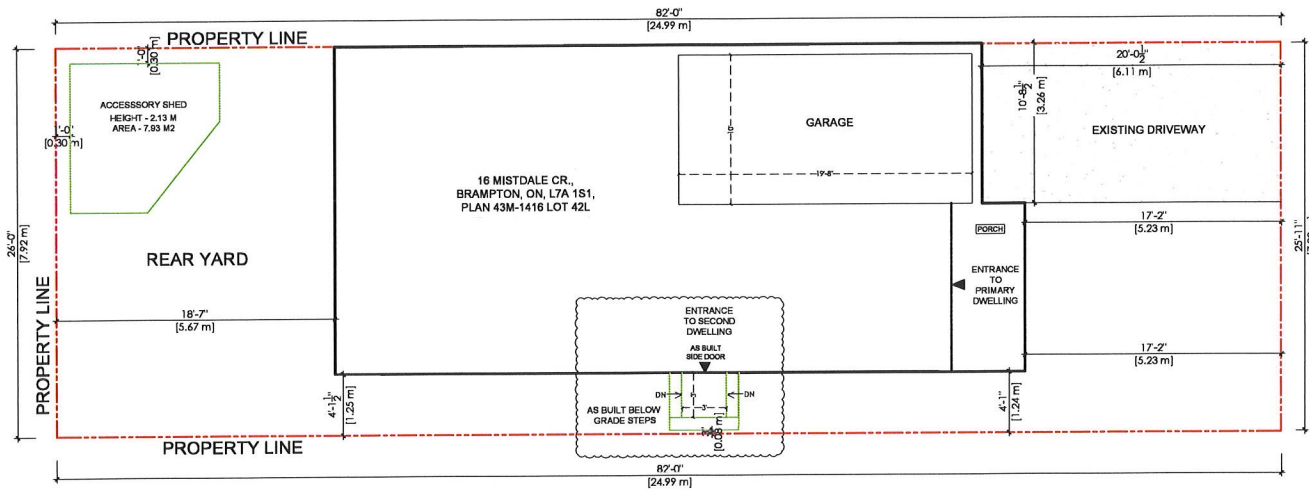 82'-0"
[24.99 m]
PROPERTY LINE
[0.30 m]
20'-0½"
[6.11 m]
10'-8½"
[3.26 m]
ACCESSSORY SHED
HEIGHT - 2.13 M
AREA - 7.93 M2
[0.30 m]
GARAGE
EXISTING DRIVEWAY
19'-8"
16 MISTDALE CR.,
BRAMPTON, ON, L7A 1S1,
PLAN 43M-1416 LOT 42L
17'-2"
[5.23 m]
PORCH
26'-0"
[7.92 m]
25'-11"
REAR YARD
ENTRANCE
TO
PRIMARY
DWELLING
PROPERTY LINE
18'-7"
[5.67 m]
ENTRANCE
TO SECOND
DWELLING
AS BUILT
SIDE DOOR
17'-2"
[5.23 m]
4'-1½"
[1.25 m]
DN
DN
3'
AS BUILT BELOW
GRADE STEPS
[0.08 m]
4'-1"
[1.24 m]
PROPERTY LINE
82'-0"
[24.99 m]